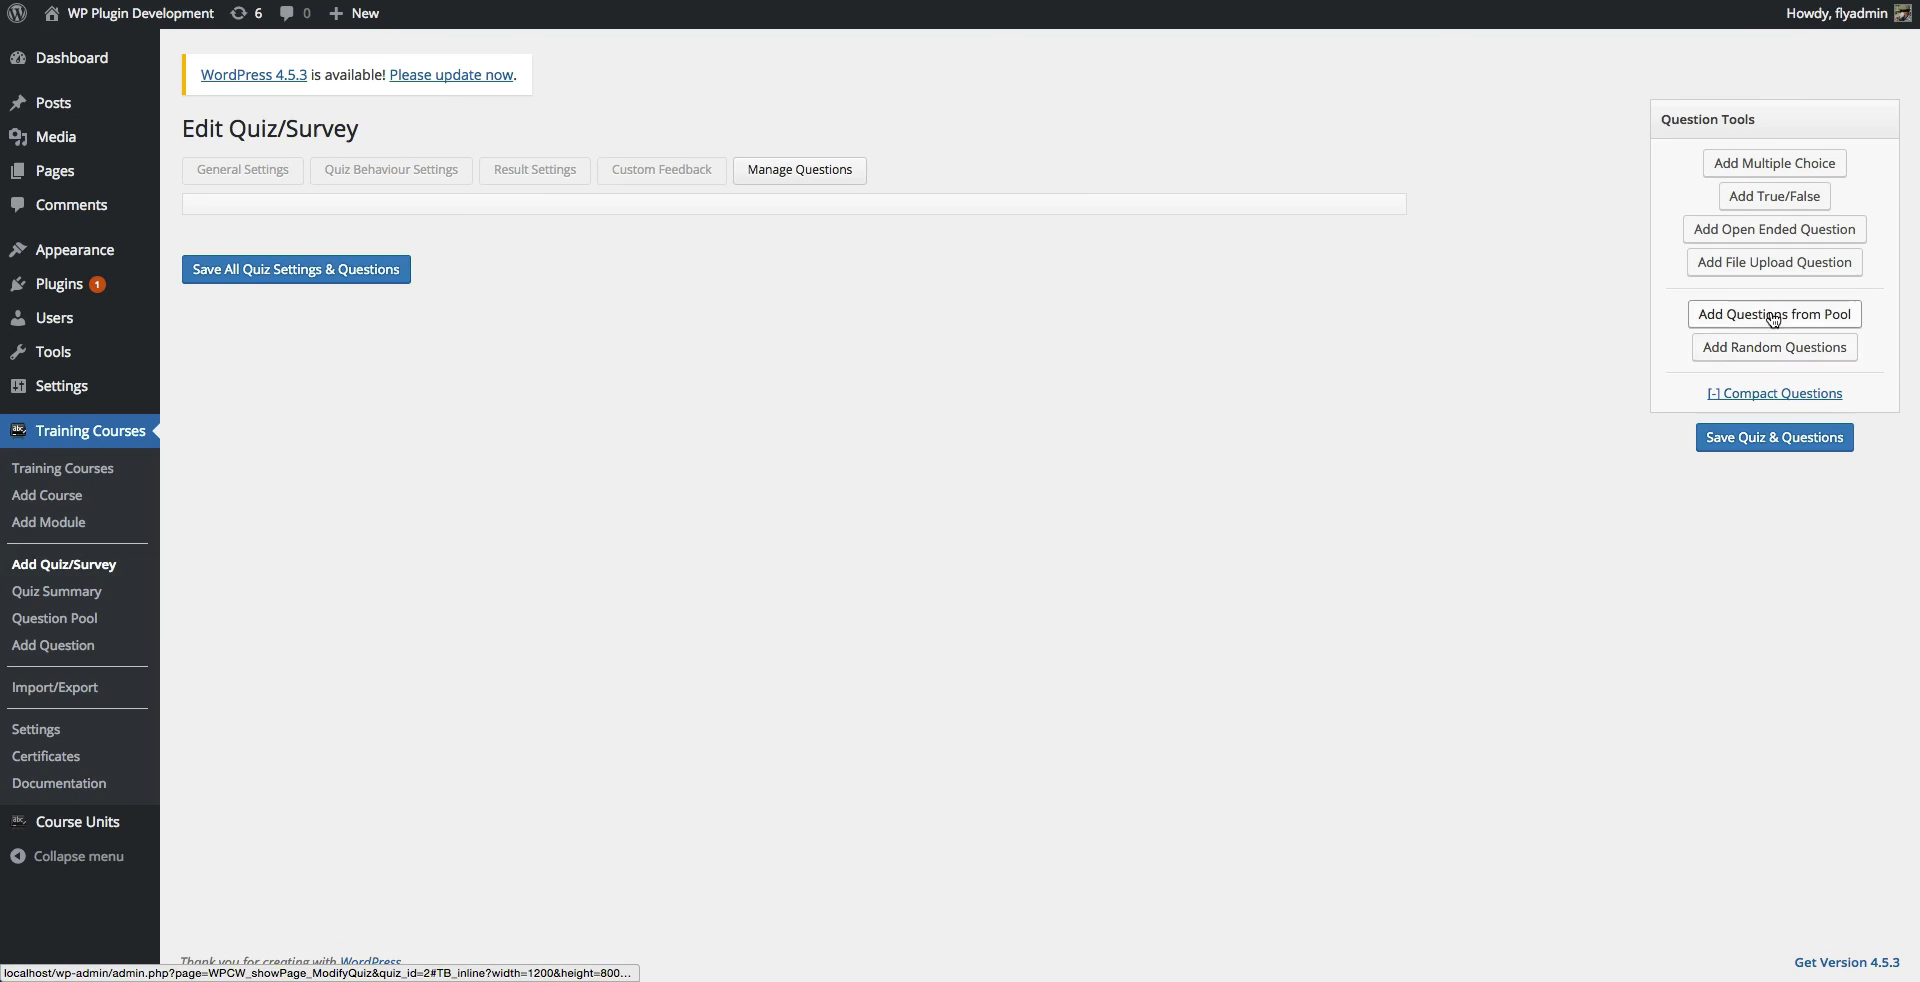 WP Plugin Development 6 0 New
Howdy, flyadmin
Dashboard
Posts
Media
Pages
Comments
Appearance
Plugins 1
Users
Tools
Settings
Training Courses
Training Courses
Add Course
Add Module
Add Quiz/Survey
Quiz Summary
Question Pool
Add Question
Import/Export
Settings
Certificates
Documentation
Course Units
Collapse menu
WordPress 4.5.3 is available! Please update now.
Edit Quiz/Survey
General Settings
Quiz Behaviour Settings
Result Settings
Custom Feedback
Manage Questions
Save All Quiz Settings & Questions
Question Tools
Add Multiple Choice
Add True/False
Add Open Ended Question
Add File Upload Question
Add Questions from Pool
Add Random Questions
[-] Compact Questions
Save Quiz & Questions
Thank you for creating with WordPress
Get Version 4.5.3
localhost/wp-admin/admin.php?page=WPCW_showPage_ModifyQuiz&quiz_id=2#TB_inline?width=1200&height=800...